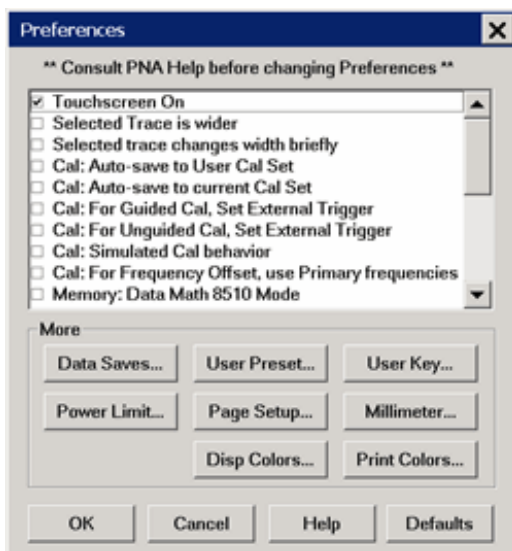 Preferences
** Consult PNA Help before changing Preferences **
Touchscreen On
Selected Trace is wider
Selected trace changes width briefly
Cal: Auto-save to User Cal Set
Cal: Auto-save to current Cal Set
Cal: For Guided Cal, Set External Trigger
Cal: For Unguided Cal, Set External Trigger
Cal: Simulated Cal behavior
Cal: For Frequency Offset, use Primary frequencies
Memory: Data Math 8510 Mode
More
Data Saves... User Preset... User Key...
Power Limit... Page Setup... Millimeter...
Disp Colors... Print Colors...
OK Cancel Help Defaults